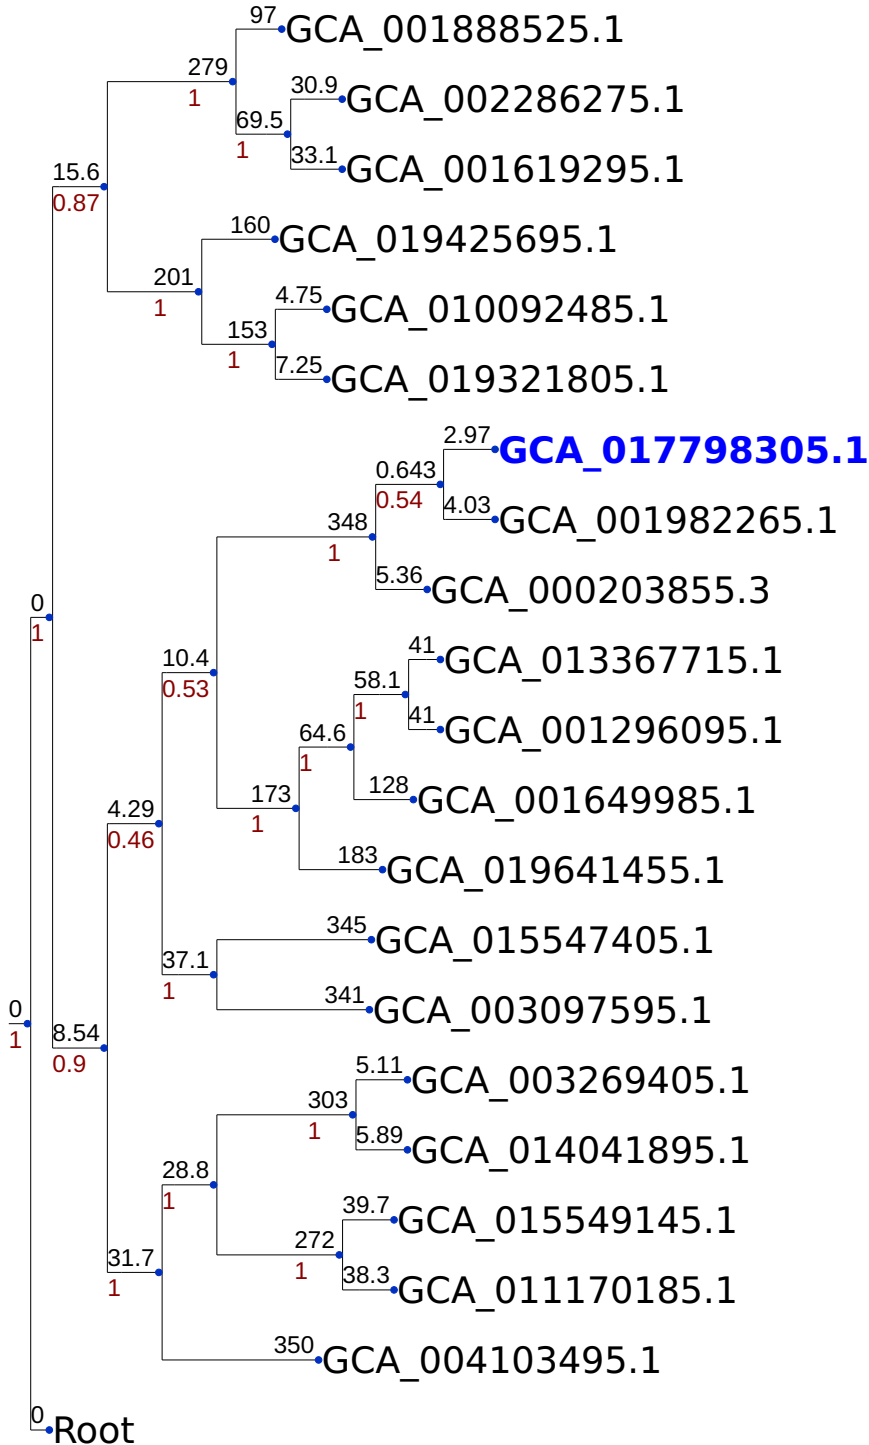 97
GCA_001888525.1
279
1
30.9
GCA_002286275.1
69.5
1
33.1
GCA_001619295.1
15.6
0.87
160
GCA_019425695.1
201
1
4.75
GCA_010092485.1
153
1
7.25
GCA_019321805.1
2.97
GCA_017798305.1
0.643
0.54
4.03
GCA_001982265.1
348
1
5.36
GCA_000203855.3
0
1
41
GCA_013367715.1
10.4
0.53
58.1
1
41
GCA_001296095.1
64.6
1
128
GCA_001649985.1
173
1
4.29
0.46
183
GCA_019641455.1
345
GCA_015547405.1
37.1
1
341
GCA_003097595.1
0
1
8.54
0.9
5.11
GCA_003269405.1
303
1
5.89
GCA_014041895.1
28.8
1
39.7
GCA_015549145.1
272
1
38.3
GCA_011170185.1
31.7
1
350
GCA_004103495.1
0
Root